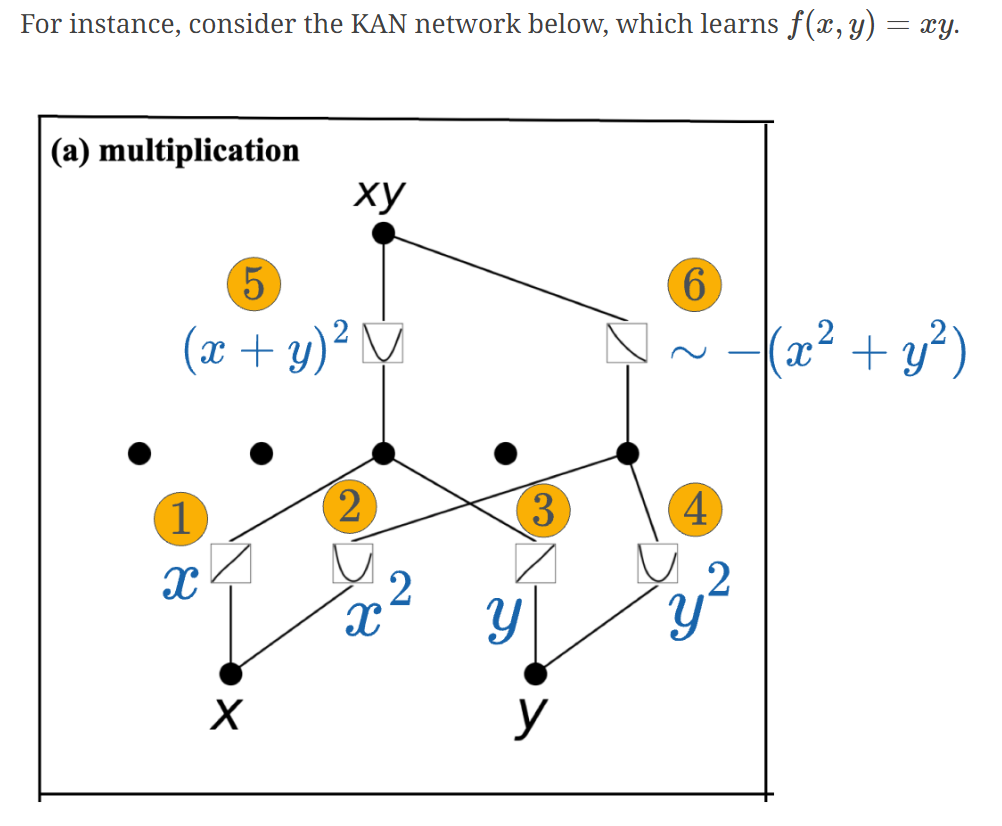 For instance, consider the KAN network below, which learns f(x, y) = xy.
(a) multiplication
xy
5
6
(x + y)²
~ −(x² + y²)
1
2
3
4
x
x²
y
y²
x
y